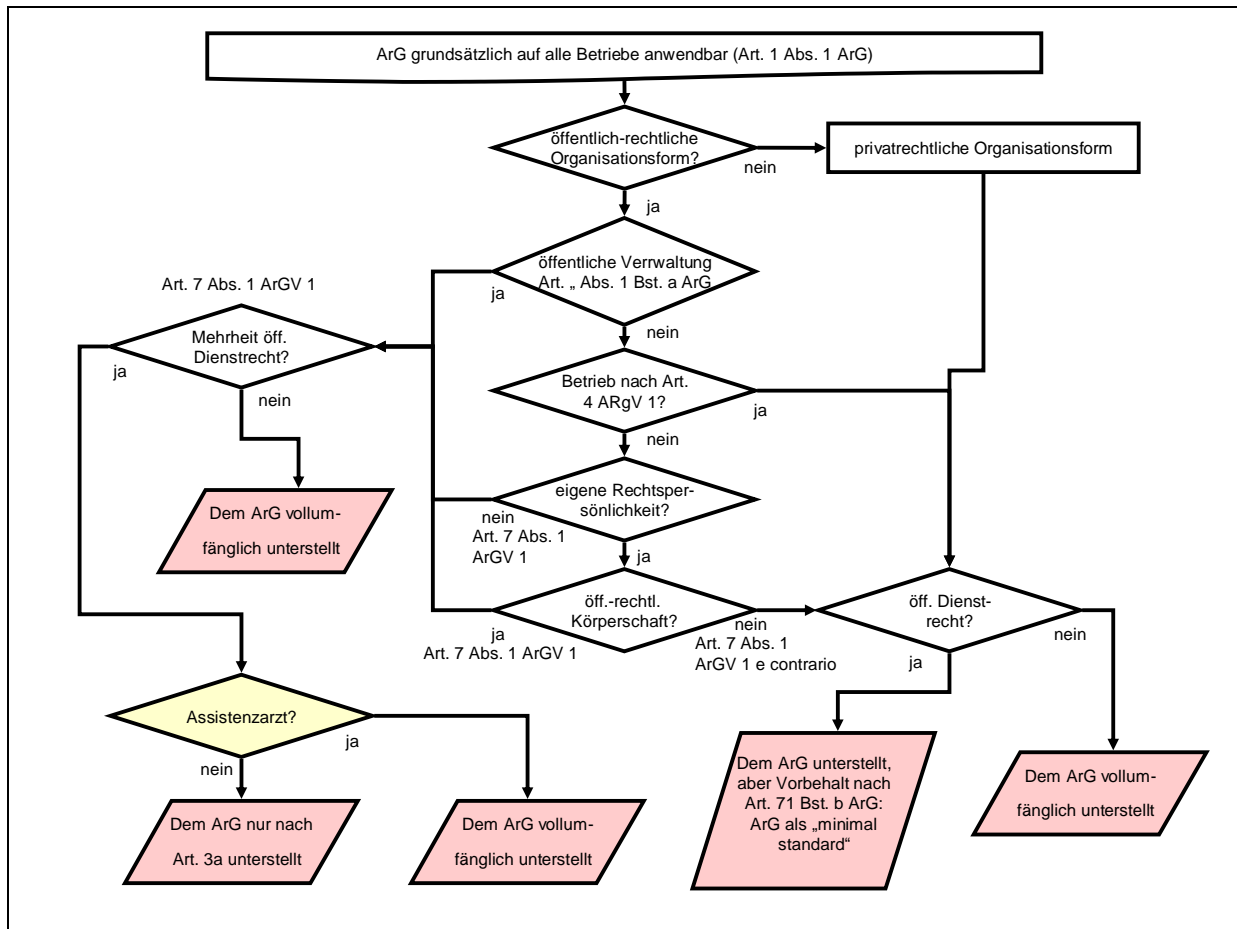 ArG grundsätzlich auf alle Betriebe anwendbar (Art. 1 Abs. 1 ArG)
öffentlich-rechtliche
Organisationsform?
nein
privatrechtliche Organisationsform
ja
öffentliche Verrwaltung
Art. „ Abs. 1 Bst. a ArG
ja
nein
Art. 7 Abs. 1 ArGV 1
Mehrheit öff.
Dienstrecht?
ja
nein
Betrieb nach Art.
4 ARgV 1?
ja
nein
Dem ArG vollum-
fänglich unterstellt
eigene Rechtsper-
sönlichkeit?
nein
Art. 7 Abs. 1
ArGV 1
ja
öff.-rechtl.
Körperschaft?
ja
Art. 7 Abs. 1 ArGV 1
nein
Art. 7 Abs. 1
ArGV 1 e contrario
öff. Dienst-
recht?
ja
nein
Assistenzarzt?
ja
nein
Dem ArG nur nach
Art. 3a unterstellt
Dem ArG vollum-
fänglich unterstellt
Dem ArG unterstellt,
aber Vorbehalt nach
Art. 71 Bst. b ArG:
ArG als „minimal
standard“
Dem ArG vollum-
fänglich unterstellt